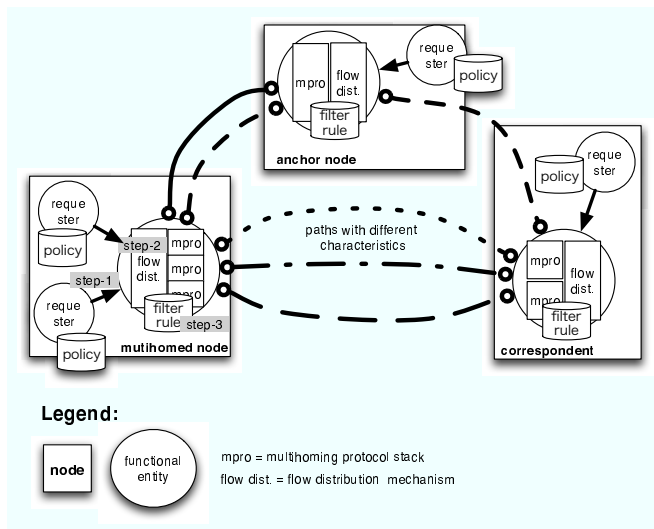 reque
ster
policy
mpro
flow
dist.
filter
rule
anchor node
reque
ster
policy
reque
ster
policy
step-2
mpro
flow
dist.
mpro
mpro
step-1
reque
ster
policy
filter
rule
step-3
mutihomed node
paths with different
characteristics
mpro
flow
dist.
mpro
filter
rule
correspondent
Legend:
node
functional
entity
mpro = multihoming protocol stack
flow dist. = flow distribution mechanism